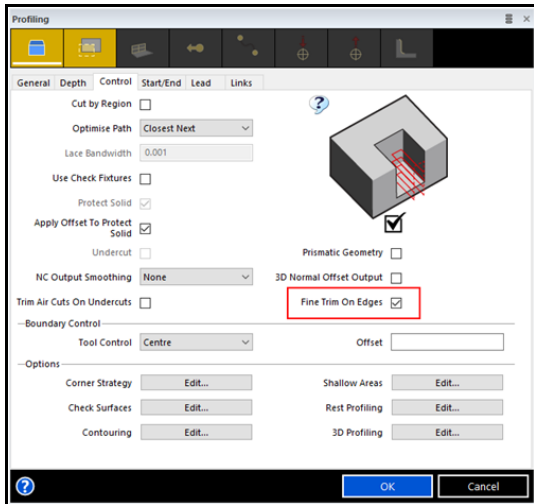 Profiling
General Depth Control Start/End Lead Links
Cut by Region
Optimise Path Closest Next
Lace Bandwidth 0.001
Use Check Fixtures
Protect Solid
Apply Offset To Protect
Solid
Undercut Prismatic Geometry
NC Output Smoothing None 3D Normal Offset Output
Trim Air Cuts On Undercuts Fine Trim On Edges
Boundary Control
Tool Control Centre Offset
Options
Corner Strategy Edit... Shallow Areas Edit...
Check Surfaces Edit... Rest Profiling Edit...
Contouring Edit... 3D Profiling Edit...
OK Cancel